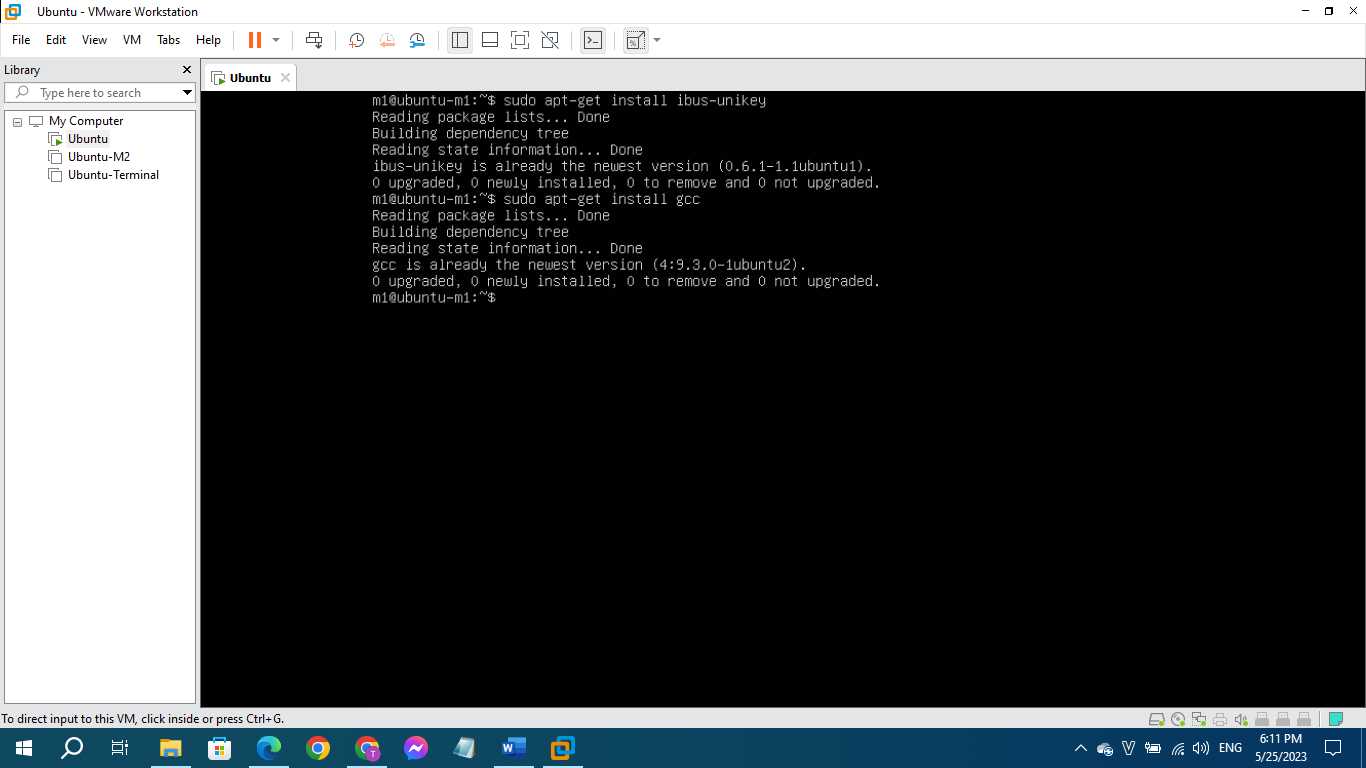 Ubuntu - VMware Workstation
File Edit View VM Tabs Help
Library
Type here to search
My Computer
Ubuntu
Ubuntu-M2
Ubuntu-Terminal
Ubuntu
m1@ubuntu-m1:~$ sudo apt-get install ibus-unikey
Reading package lists... Done
Building dependency tree
Reading state information... Done
ibus-unikey is already the newest version (0.6.1-1.1ubuntu1).
0 upgraded, 0 newly installed, 0 to remove and 0 not upgraded.
m1@ubuntu-m1:~$ sudo apt-get install gcc
Reading package lists... Done
Building dependency tree
Reading state information... Done
gcc is already the newest version (4:9.3.0-1ubuntu2).
0 upgraded, 0 newly installed, 0 to remove and 0 not upgraded.
m1@ubuntu-m1:~$
To direct input to this VM, click inside or press Ctrl+G.
T
W
V
ENG
6:11 PM
5/25/2023